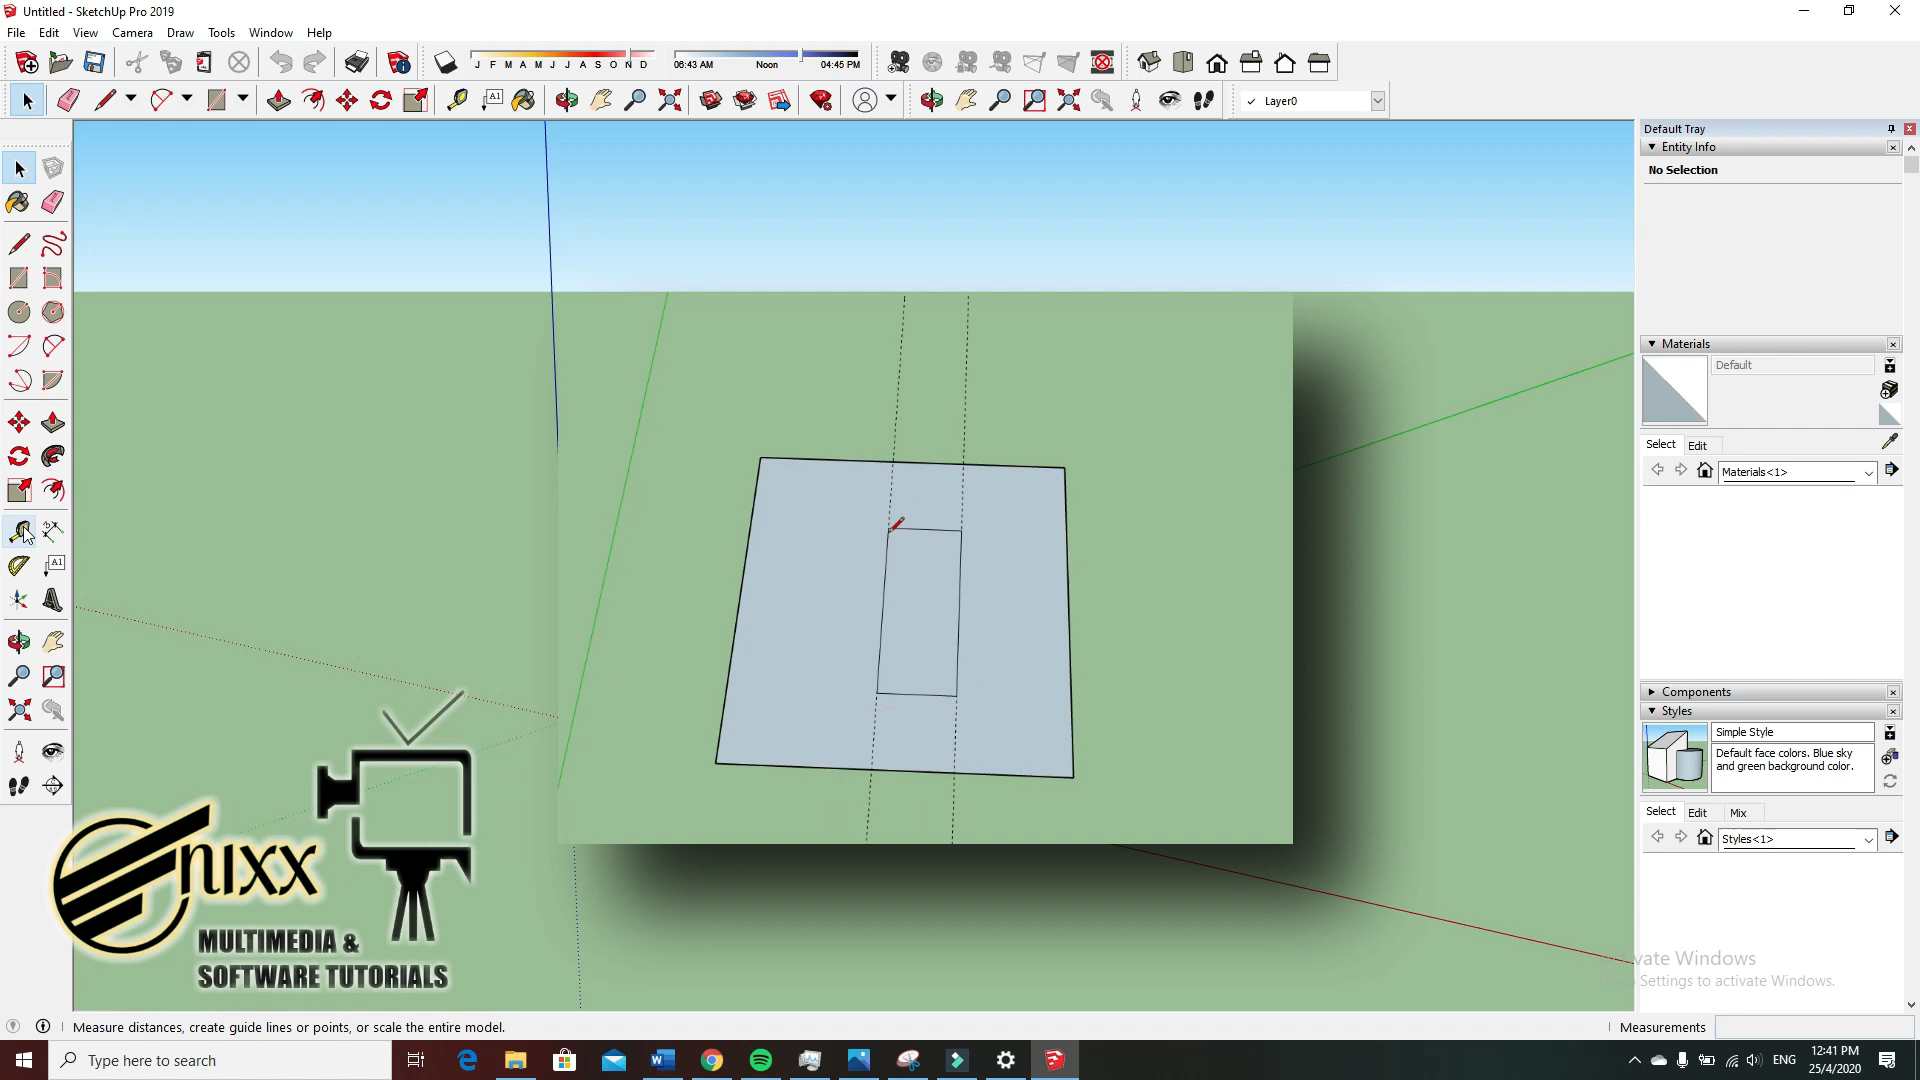 Untitled - SketchUp Pro 2019
File Edit View Camera Draw Tools Window Help
J F M A M J J A S O N D
06:43 AM Noon 04:45 PM
A1
Layer0
Default Tray
Entity Info
No Selection
Materials
Default
Select Edit
Materials<1>
A1
Components
Styles
Simple Style
Default face colors. Blue sky
and green background color.
Select Edit Mix
Styles<1>
nixx
MULTIMEDIA &
SOFTWARE TUTORIALS
vate Windows
Settings to activate Windows.
Measure distances, create guide lines or points, or scale the entire model.
Measurements
Type here to search
ENG
12:41 PM
25/4/2020